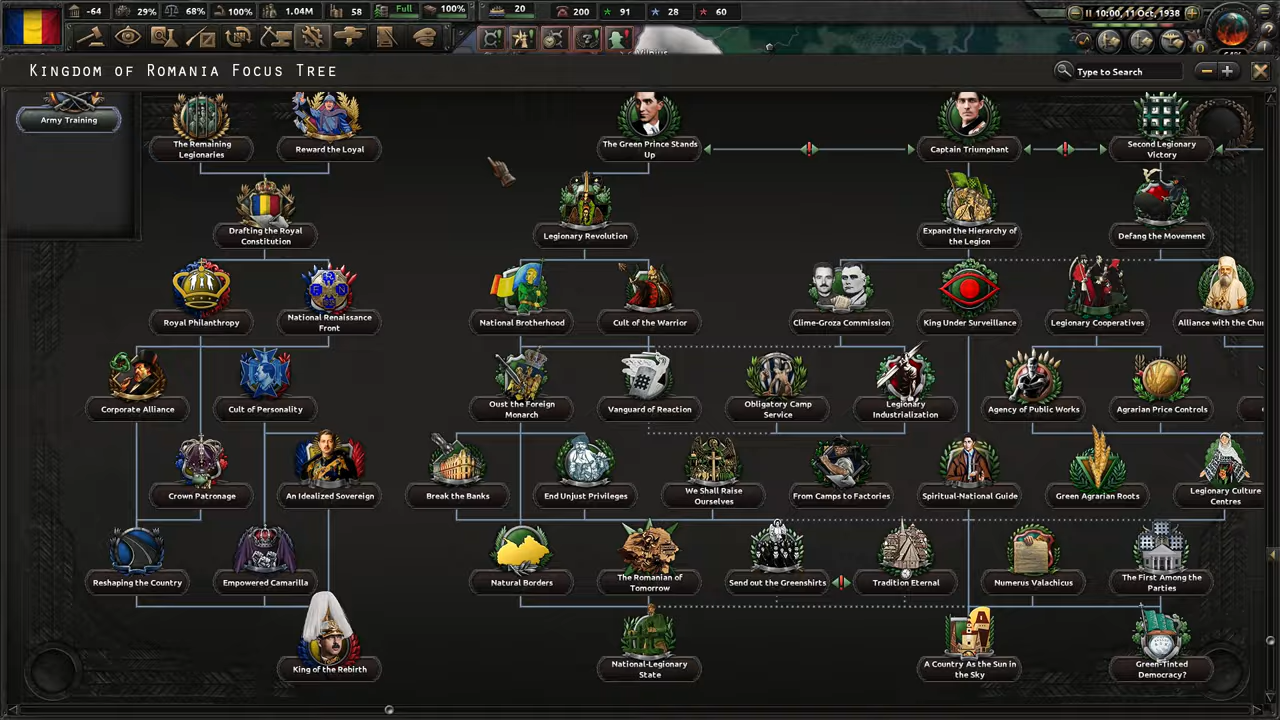 -64 29% 68% 100% 1.04M 58 Full 100% 20 200 91 28 60
10:00, 11 Oct, 1938
64%
Vilnius
Kingdom of Romania Focus Tree
Type to Search
Army Training
The Remaining
Legionaries
Reward the Loyal
The Green Prince Stands
Up
Captain Triumphant
Second Legionary
Victory
Drafting the Royal
Constitution
Legionary Revolution
Expand the Hierarchy of
the Legion
Defang the Movement
Royal Philanthropy
National Renaissance
Front
National Brotherhood
Cult of the Warrior
Clime-Groza Commission
King Under Surveillance
Legionary Cooperatives
Alliance with the Chu
Corporate Alliance
Cult of Personality
Oust the Foreign
Monarch
Vanguard of Reaction
Obligatory Camp
Service
Legionary
Industrialization
Agency of Public Works
Agrarian Price Controls
Crown Patronage
An Idealized Sovereign
Break the Banks
End Unjust Privileges
We Shall Raise
Ourselves
From Camps to Factories
Spiritual-National Guide
Green Agrarian Roots
Legionary Culture
Centres
Reshaping the Country
Empowered Camarilla
Natural Borders
The Romanian of
Tomorrow
Send out the Greenshirts
Tradition Eternal
Numerus Valachicus
The First Among the
Parties
King of the Rebirth
National-Legionary
State
A Country As the Sun in
the Sky
Green-Tinted
Democracy?